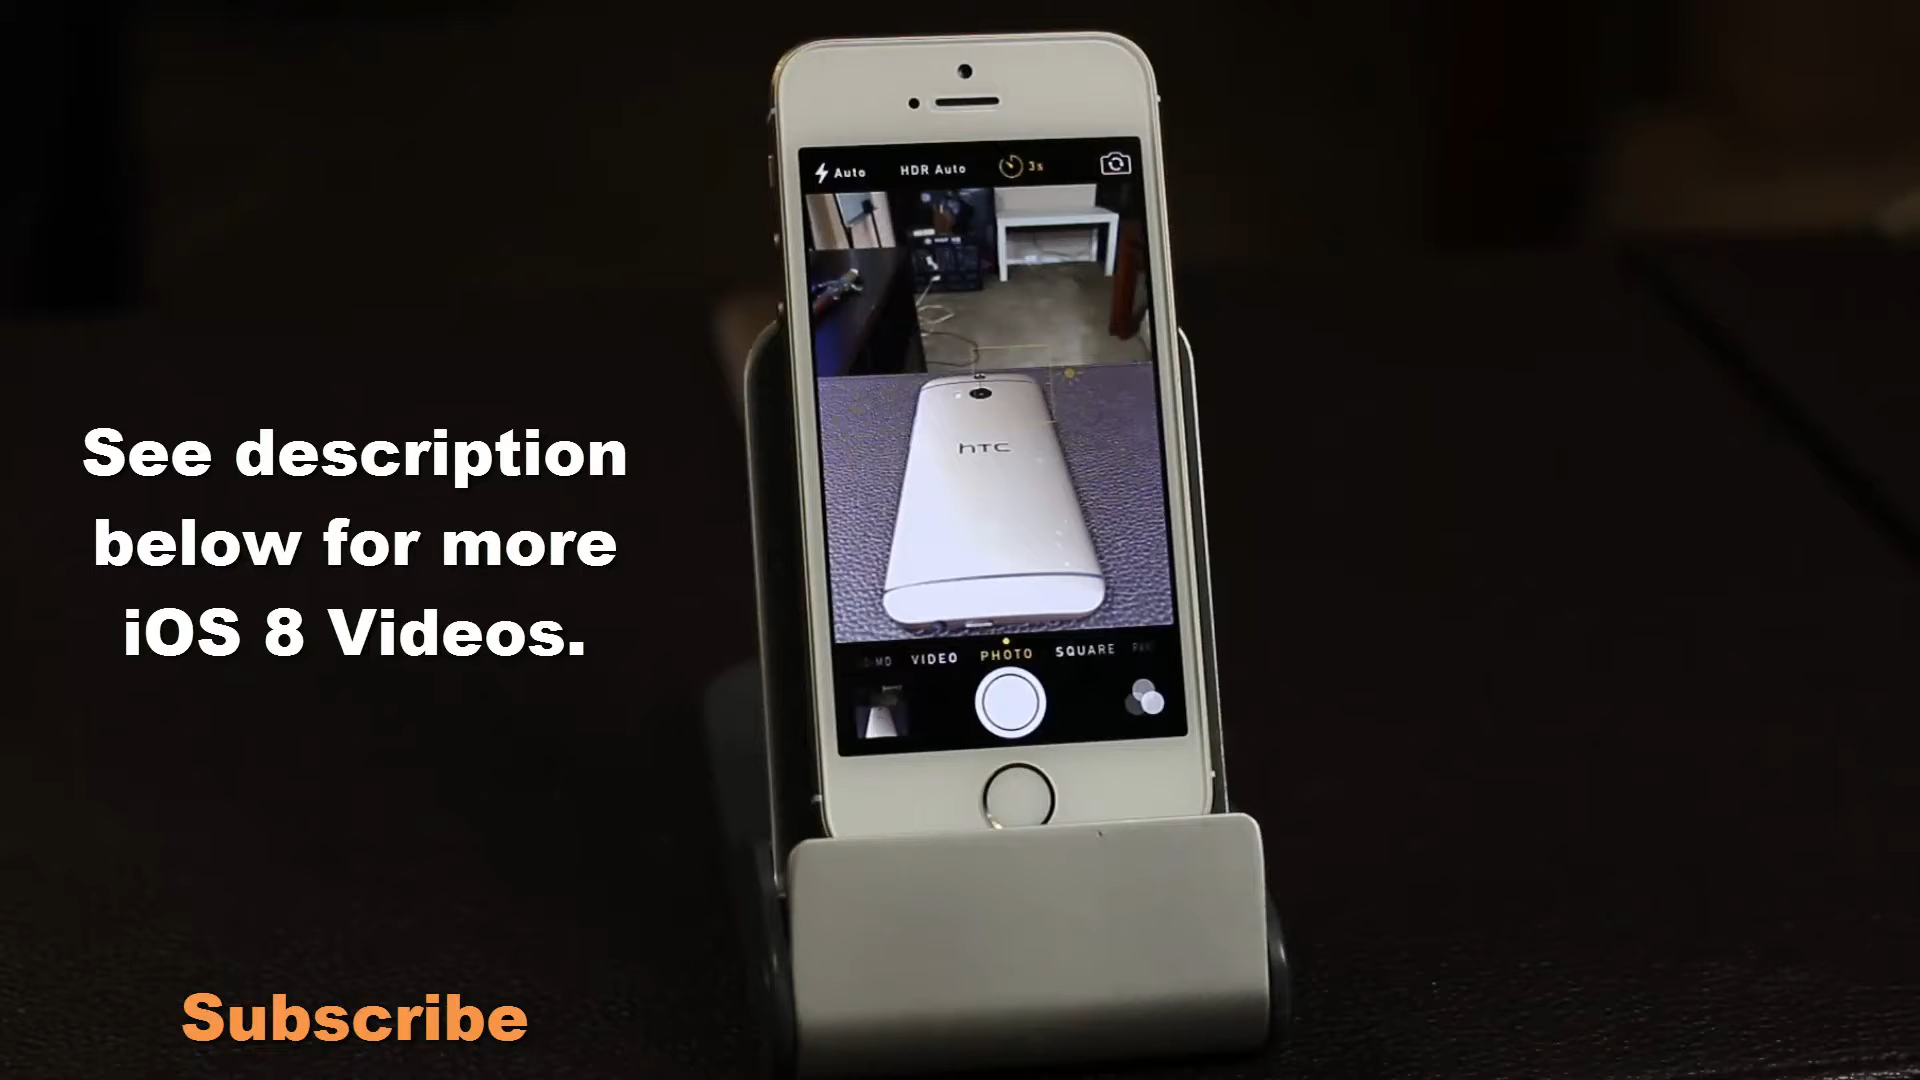 Auto HDR Auto 3s
hTC
See description
below for more
iOS 8 Videos.
VIDEO PHOTO SQUARE
Subscribe